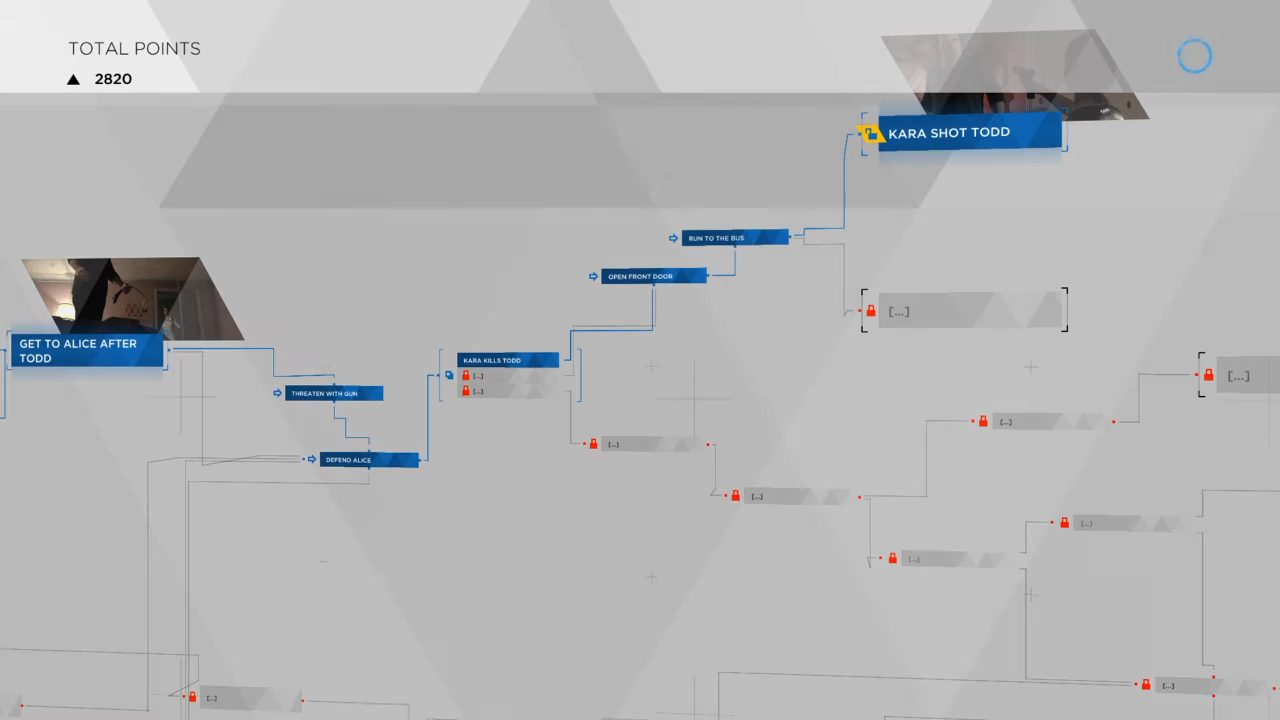 TOTAL POINTS
2820
KARA SHOT TODD
RUN TO THE BUS
OPEN FRONT DOOR
[...]
GET TO ALICE AFTER
TODD
KARA KILLS TODD
[...]
[...]
[...]
THREATEN WITH GUN
[...]
[...]
DEFEND ALICE
[...]
[...]
[...]
[...]
[...]